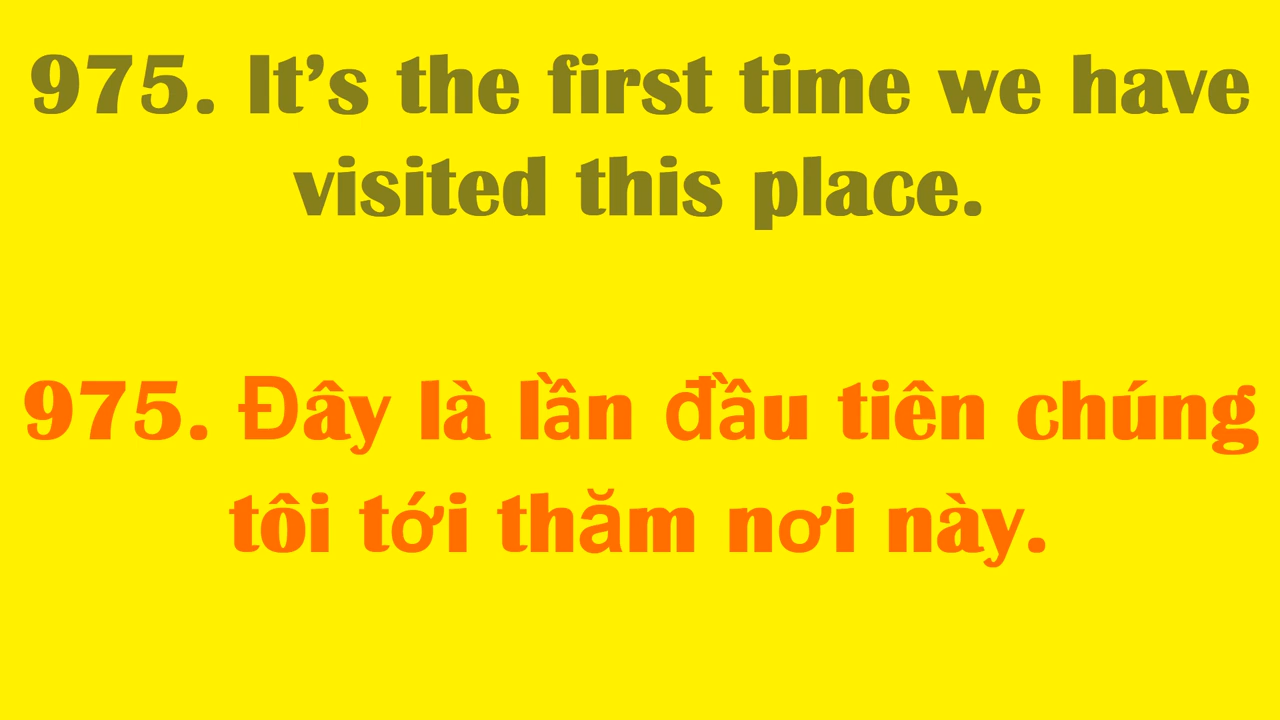 975. It’s the first time we have
visited this place.
975. Đây là lần đầu tiên chúng
tôi tới thăm nơi này.